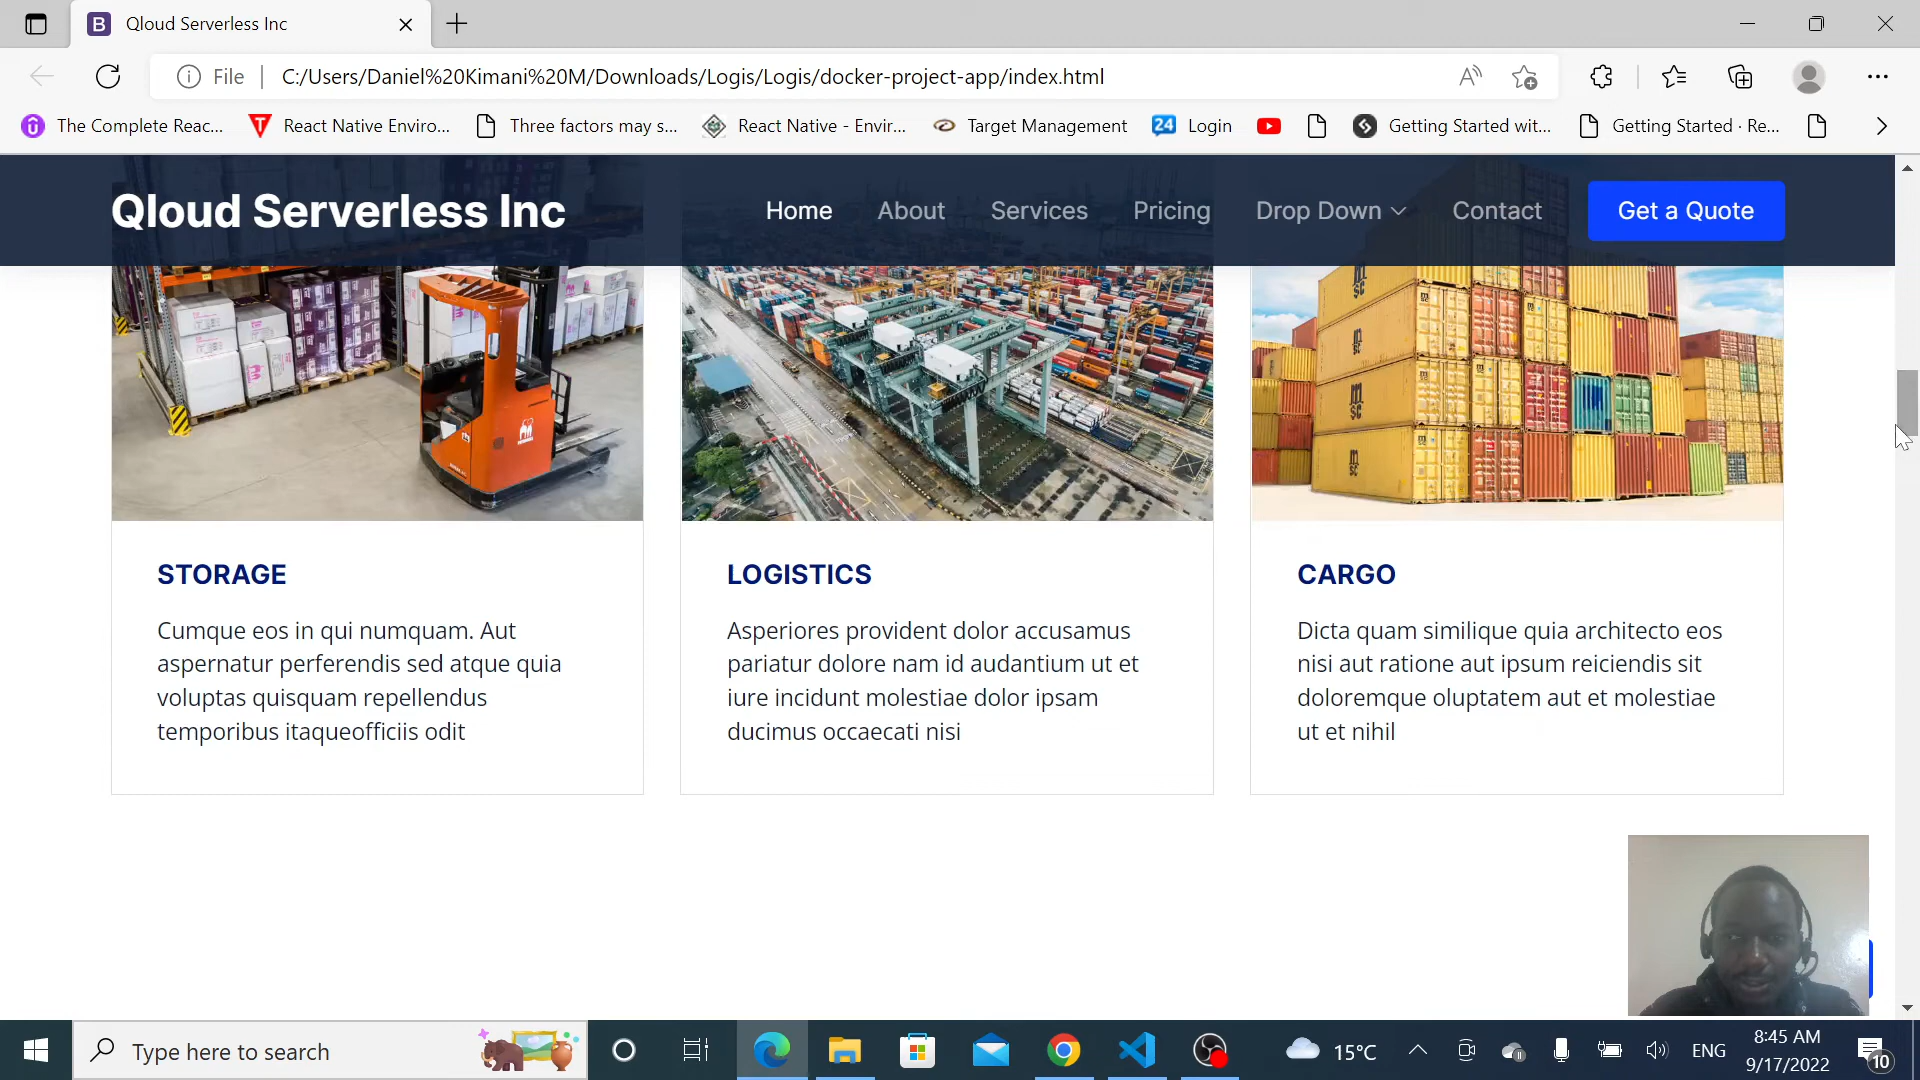 Qloud Serverless Inc
File
C:/Users/Daniel%20Kimani%20M/Downloads/Logis/Logis/docker-project-app/index.html
The Complete Reac...
React Native Enviro...
Three factors may s...
React Native - Envir...
Target Management
24 Login
Getting Started wit...
Getting Started · Re...
Qloud Serverless Inc
Home
About
Services
Pricing
Drop Down
Contact
Get a Quote
STORAGE
Cumque eos in qui numquam. Aut
aspernatur perferendis sed atque quia
voluptas quisquam repellendus
temporibus itaqueofficiis odit
LOGISTICS
Asperiores provident dolor accusamus
pariatur dolore nam id audantium ut et
iure incidunt molestiae dolor ipsam
ducimus occaecati nisi
CARGO
Dicta quam similique quia architecto eos
nisi aut ratione aut ipsum reiciendis sit
doloremque oluptatem aut et molestiae
ut et nihil
Type here to search
15°C
ENG
8:45 AM
9/17/2022
10